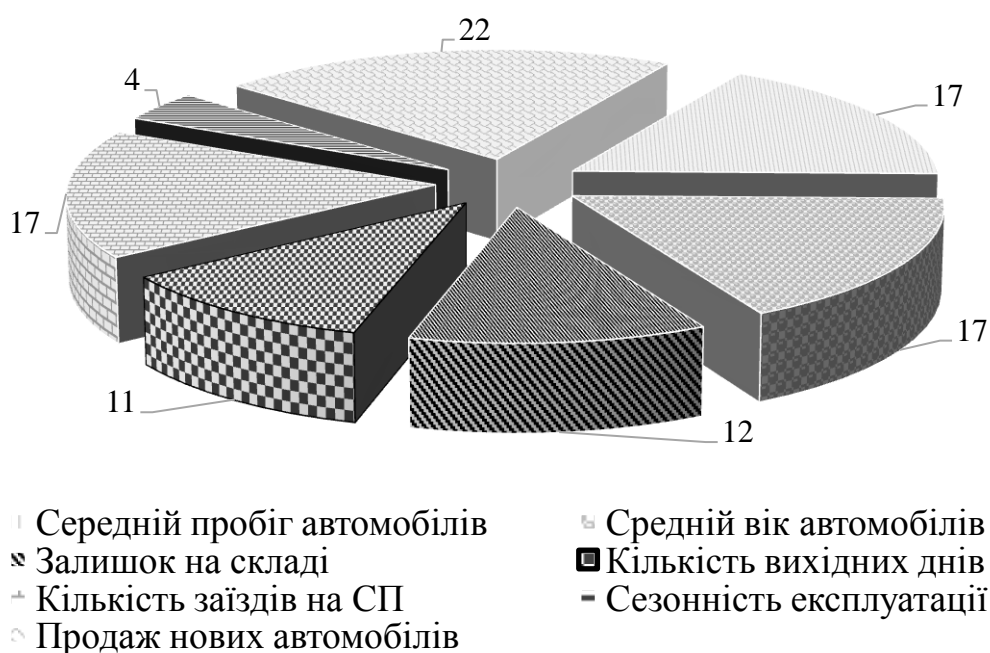 22
4
17
17
17
11
12
Середній пробіг автомобілів
Средній вік автомобілів
Залишок на складі
Кількість вихідних днів
Кількість заїздів на СП
Сезонність експлуатації
Продаж нових автомобілів